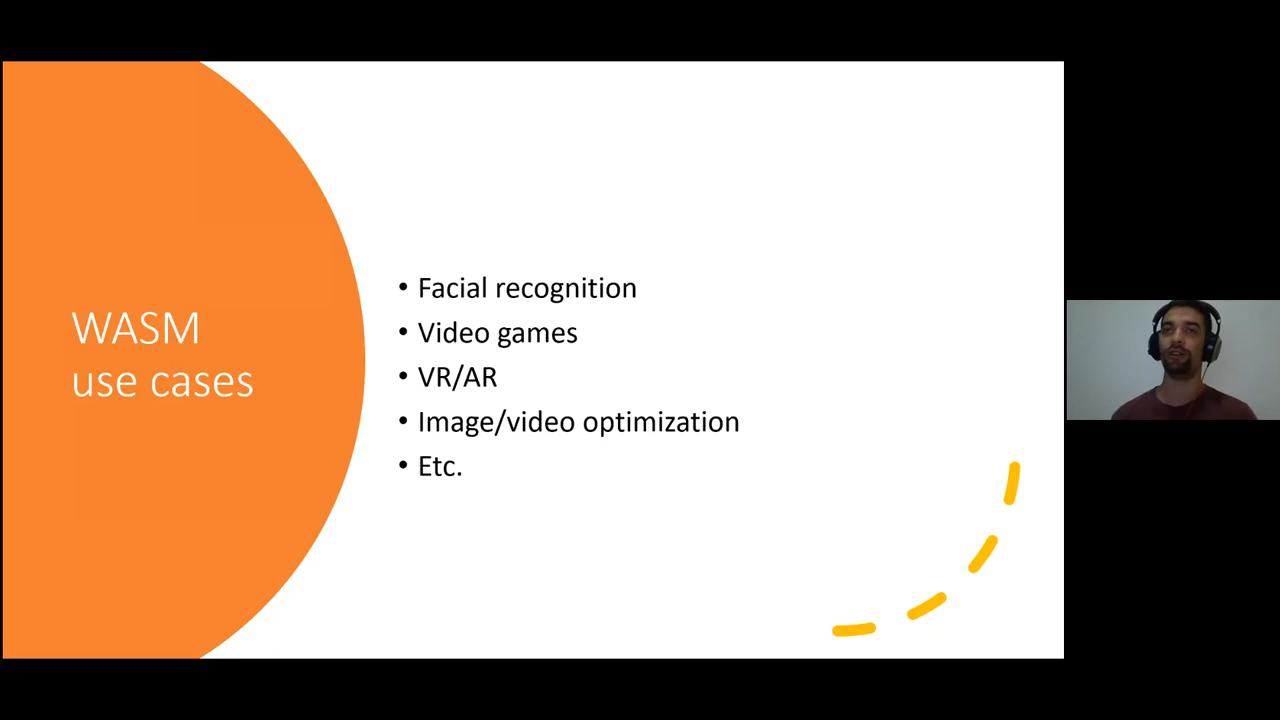 WASM
use cases
• Facial recognition
• Video games
• VR/AR
• Image/video optimization
• Etc.